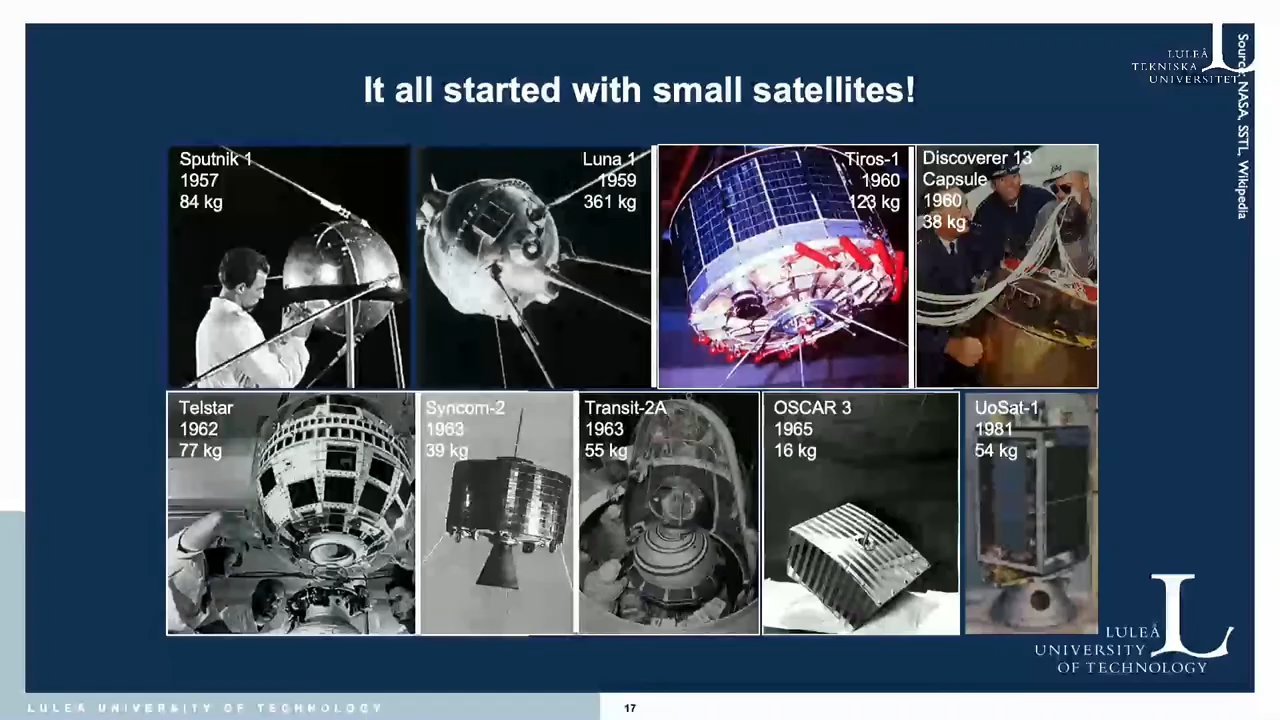 It all started with small satellites!
LULEÅ
TEKNISKA
UNIVERSITET
Source: NASA, SSTL, Wikipedia
Sputnik 1
1957
84 kg
Luna 1
1959
361 kg
Tiros-1
1960
123 kg
Discoverer 13
Capsule
1960
38 kg
Telstar
1962
77 kg
Syncom-2
1963
39 kg
Transit-2A
1963
55 kg
OSCAR 3
1965
16 kg
UoSat-1
1981
54 kg
LULEÅ
UNIVERSITY
OF TECHNOLOGY
LULEÅ UNIVERSITY OF TECHNOLOGY
17